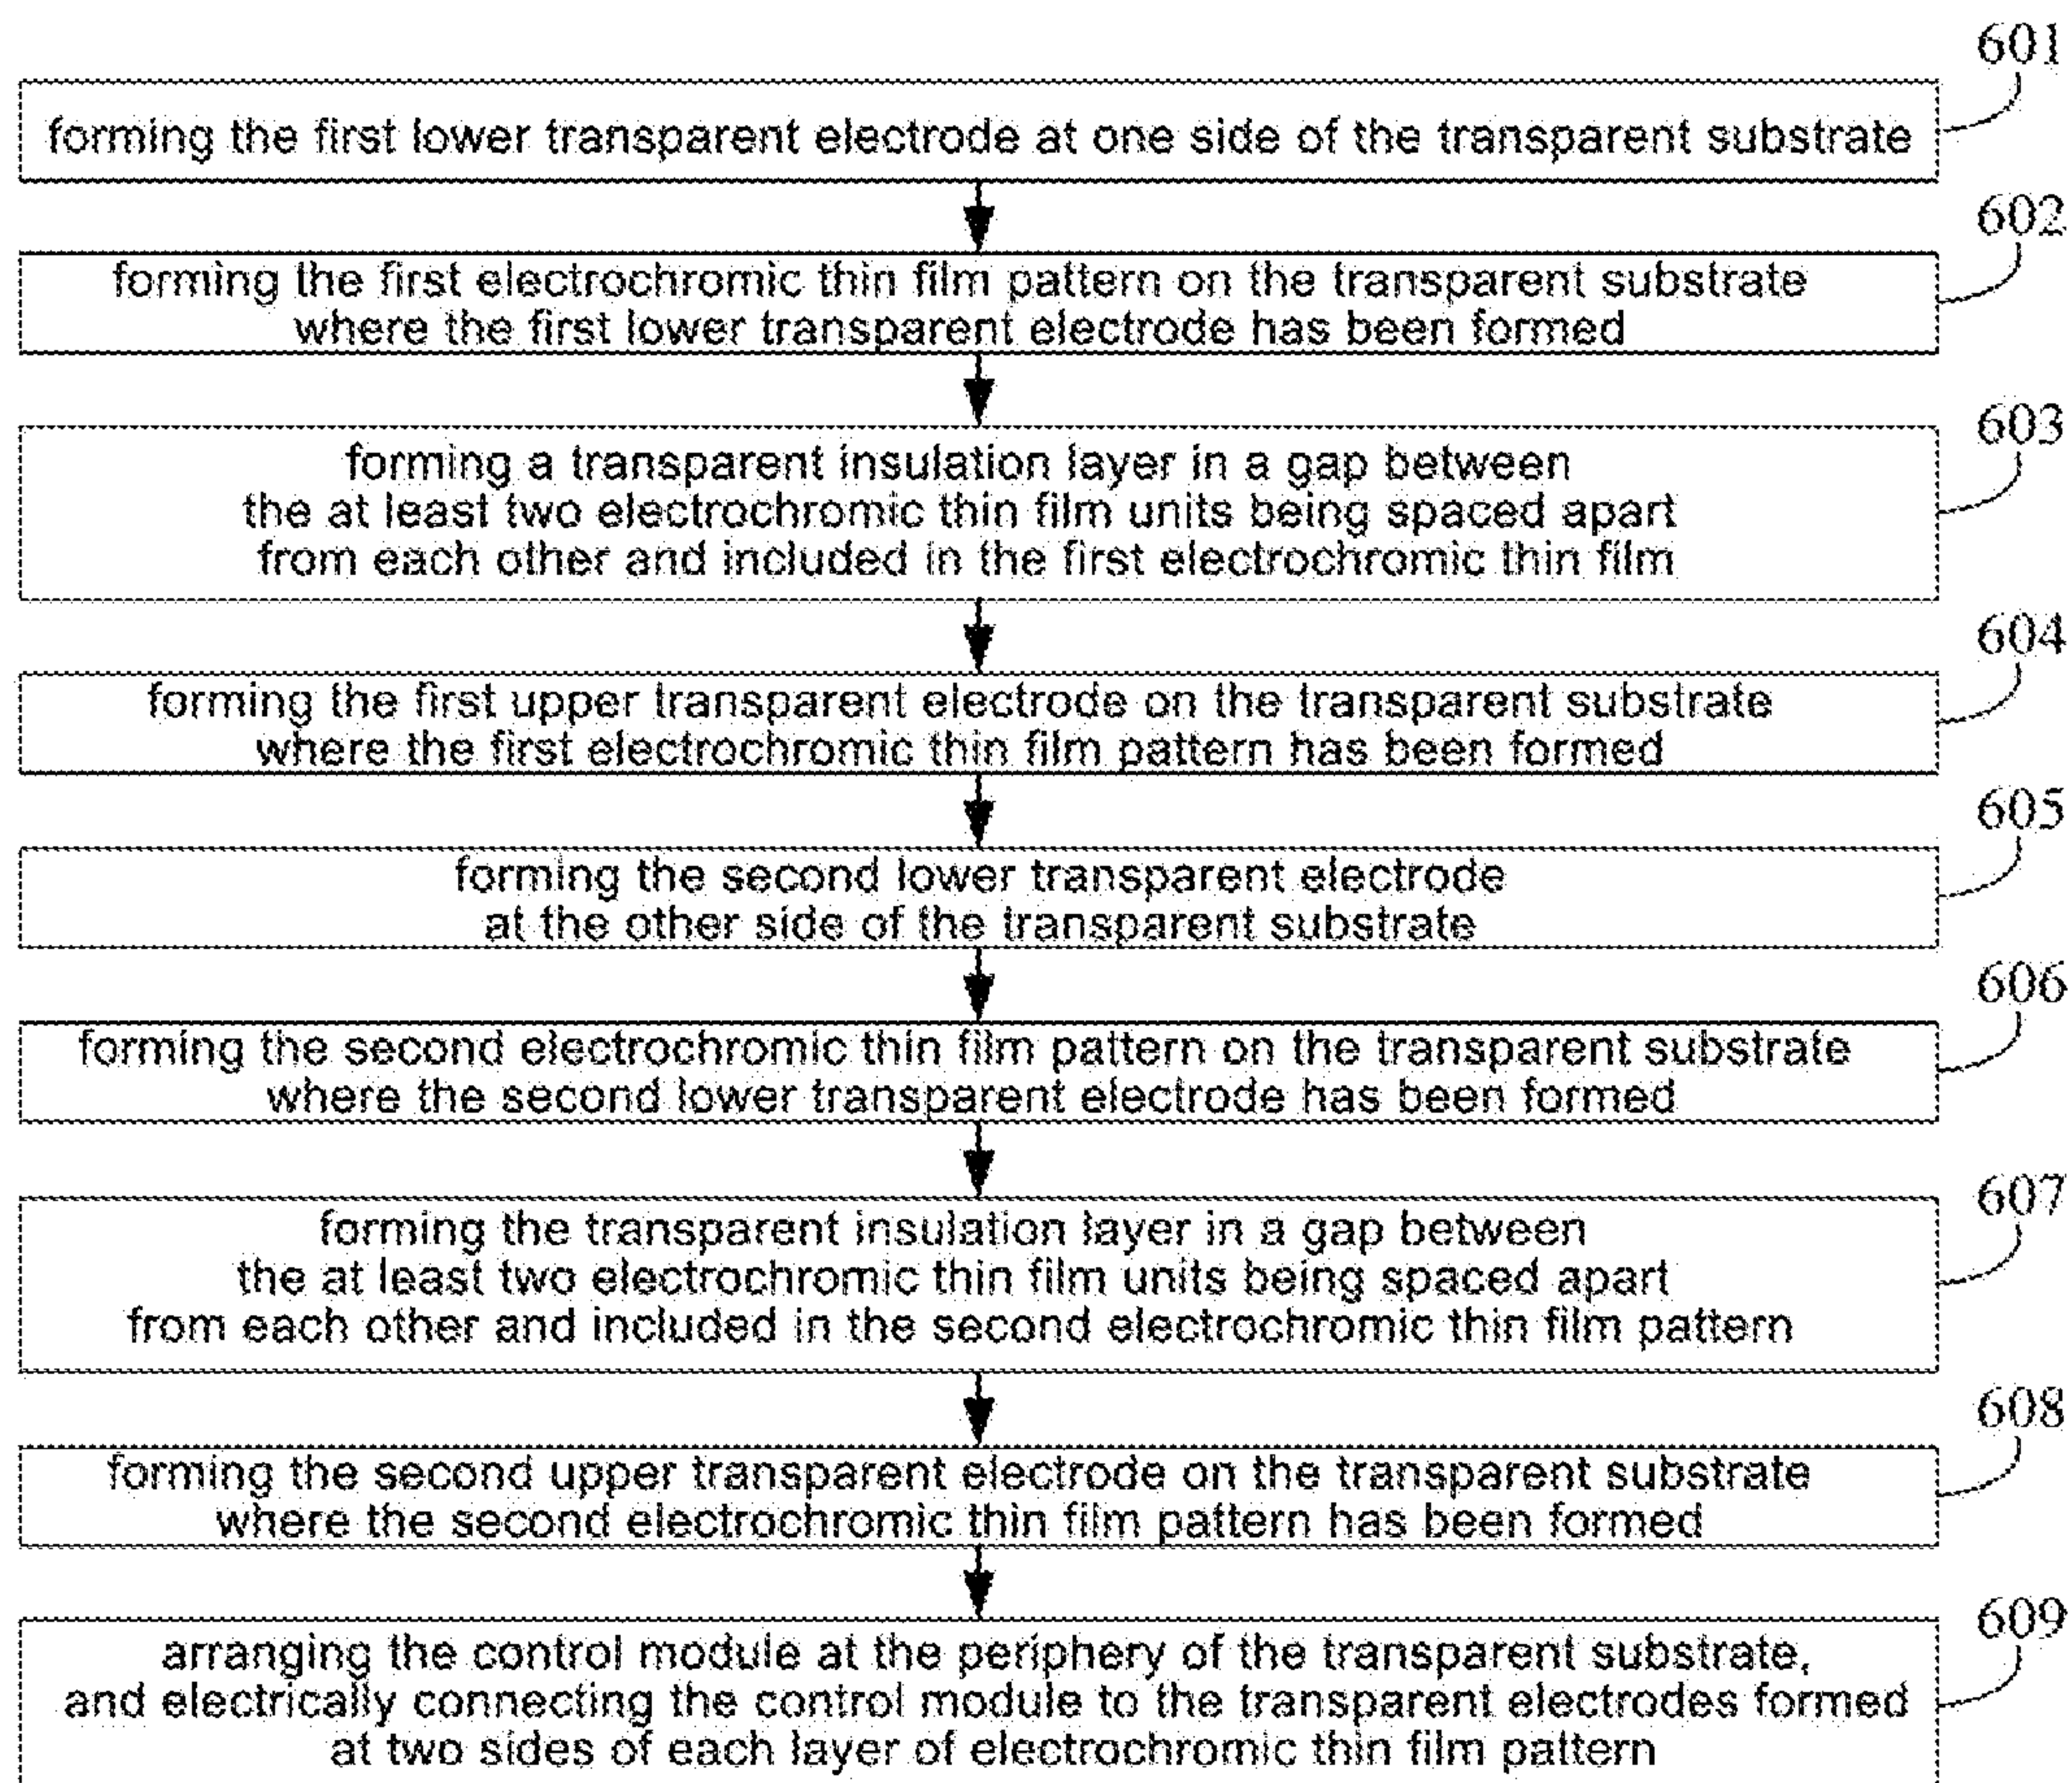 601
forming the first lower transparent electrode at one side of the transparent substrate
602
forming the first electrochromic thin film pattern on the transparent substrate
where the first lower transparent electrode has been formed
603
forming a transparent insulation layer in a gap between
the at least two electrochromic thin film units being spaced apart
from each other and included in the first electrochromic thin film
604
forming the first upper transparent electrode on the transparent substrate
where the first electrochromic thin film pattern has been formed
605
forming the second lower transparent electrode
at the other side of the transparent substrate
606
forming the second electrochromic thin film pattern on the transparent substrate
where the second lower transparent electrode has been formed
607
forming the transparent insulation layer in a gap between
the at least two electrochromic thin film units being spaced apart
from each other and included in the second electrochromic thin film pattern
608
forming the second upper transparent electrode on the transparent substrate
where the second electrochromic thin film pattern has been formed
609
arranging the control module at the periphery of the transparent substrate,
and electrically connecting the control module to the transparent electrodes formed
at two sides of each layer of electrochromic thin film pattern